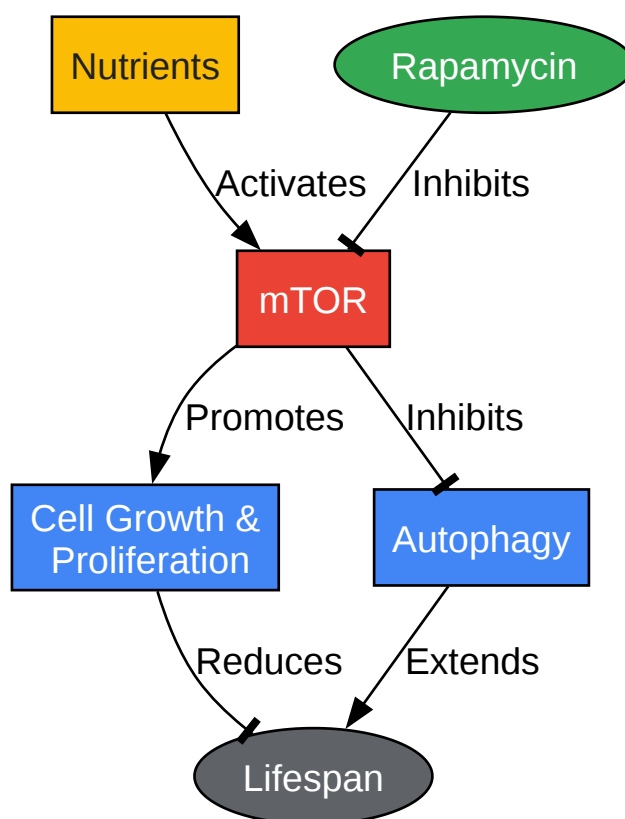 Nutrients
Rapamycin
Activates
Inhibits
mTOR
Promotes
Inhibits
Cell Growth &
Proliferation
Autophagy
Reduces
Extends
Lifespan